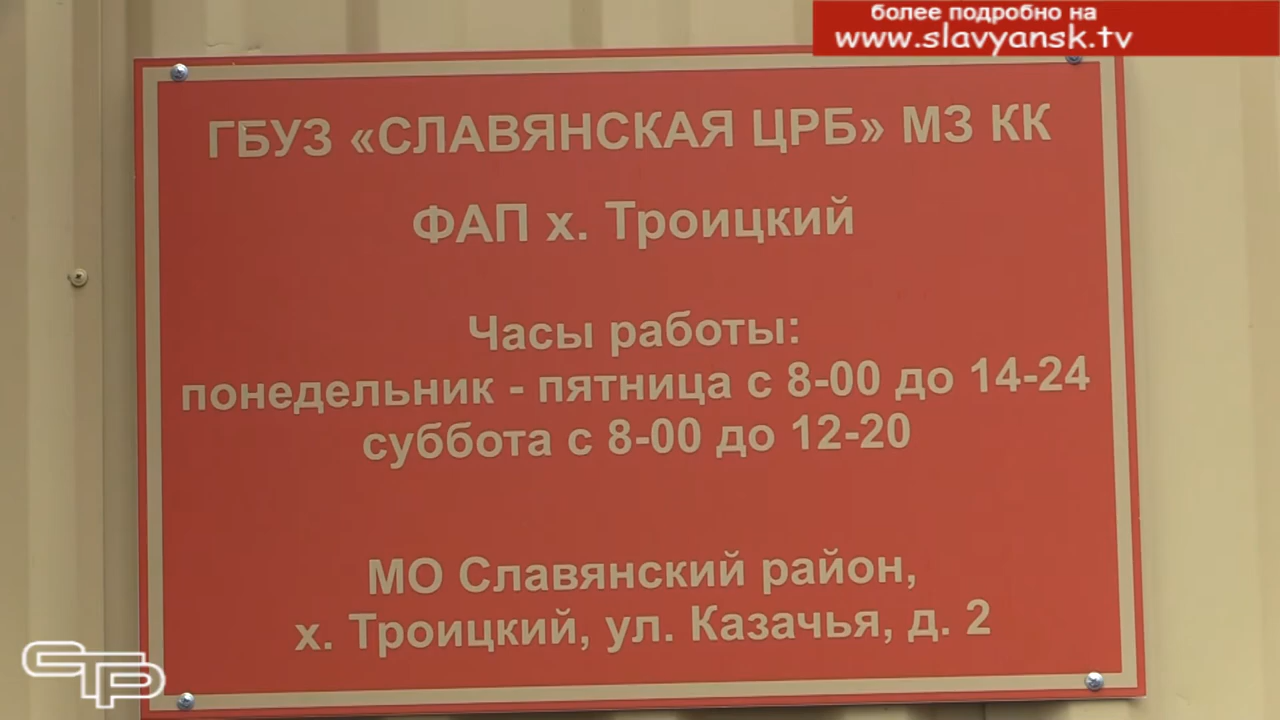 более подробно на
www.slavyansk.tv
ГБУЗ «СЛАВЯНСКАЯ ЦРБ» МЗ КК
ФАП х. Троицкий
Часы работы:
понедельник - пятница с 8-00 до 14-24
суббота с 8-00 до 12-20
МО Славянский район,
х. Троицкий, ул. Казачья, д. 2
СТР